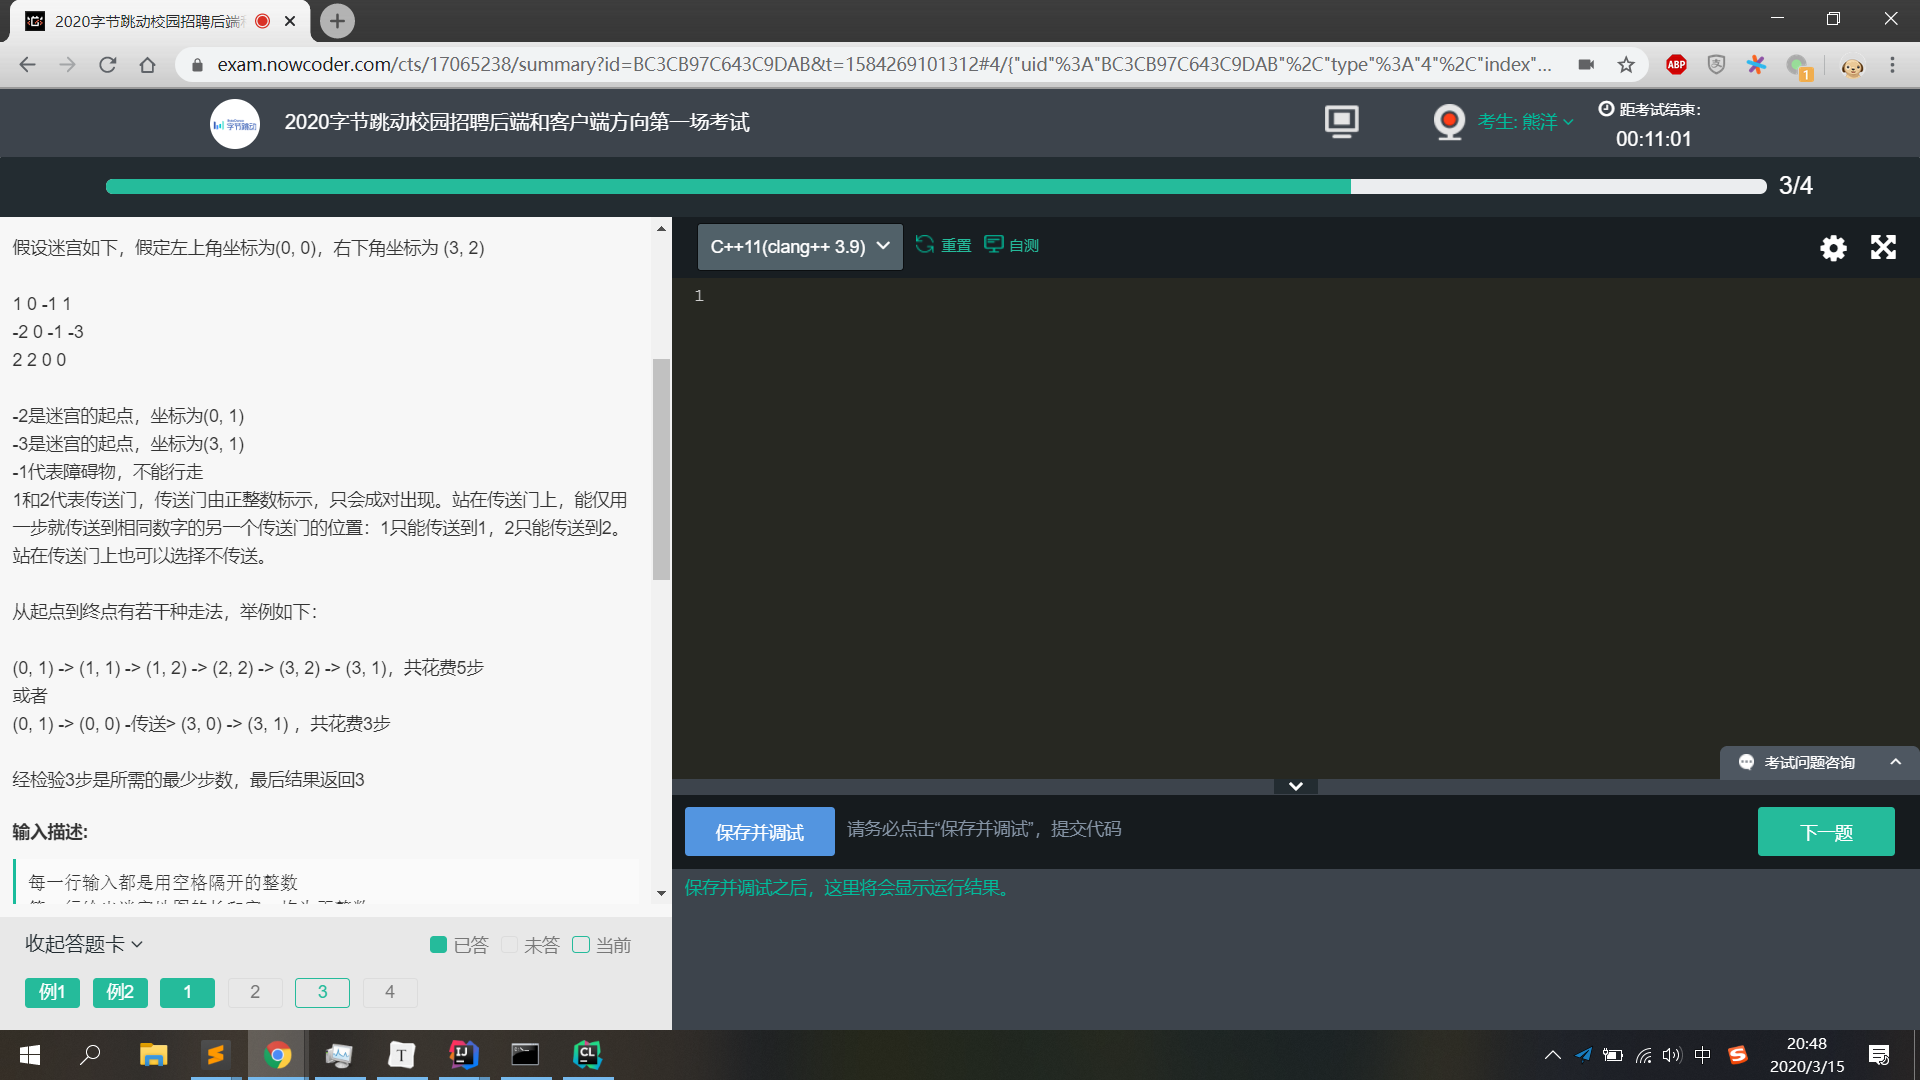 2020字节跳动校园招聘后端
exam.nowcoder.com/cts/17065238/summary?id=BC3CB97C643C9DAB&t=1584269101312#4/{"uid"%3A"BC3CB97C643C9DAB"%2C"type"%3A"4"%2C"index"...
ABP
1
字节跳动
2020字节跳动校园招聘后端和客户端方向第一场考试
考生: 熊洋
距考试结束:
00:11:01
3/4
假设迷宫如下，假定左上角坐标为(0, 0)，右下角坐标为 (3, 2)
1 0 -1 1
-2 0 -1 -3
2 2 0 0
-2是迷宫的起点，坐标为(0, 1)
-3是迷宫的起点，坐标为(3, 1)
-1代表障碍物，不能行走
1和2代表传送门，传送门由正整数标示，只会成对出现。站在传送门上，能仅用
一步就传送到相同数字的另一个传送门的位置：1只能传送到1，2只能传送到2。
站在传送门上也可以选择不传送。
从起点到终点有若干种走法，举例如下：
(0, 1) -> (1, 1) -> (1, 2) -> (2, 2) -> (3, 2) -> (3, 1)，共花费5步
或者
(0, 1) -> (0, 0) -传送> (3, 0) -> (3, 1) ，共花费3步
经检验3步是所需的最少步数，最后结果返回3
输入描述:
每一行输入都是用空格隔开的整数
收起答题卡
已答 未答 当前
例1 例2 1 2 3 4
C++11(clang++ 3.9)
重置
自测
1
考试问题咨询
保存并调试
请务必点击“保存并调试”，提交代码
下一题
保存并调试之后，这里将会显示运行结果。
T
IJ
CL
中
S
20:48
2020/3/15